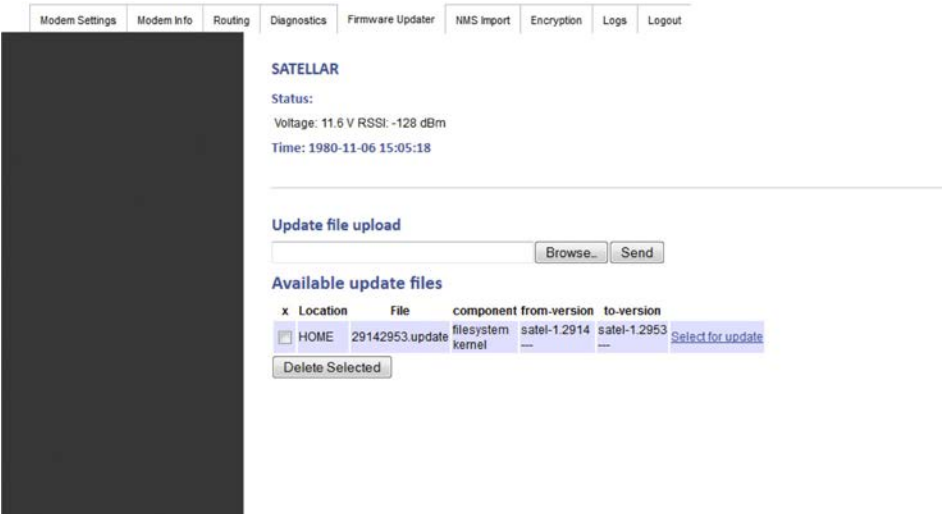 Modem Settings Modem Info Routing Diagnostics Firmware Updater NMS Import Encryption Logs Logout
SATELLAR
Status:
Voltage: 11.6 V RSSI: -128 dBm
Time: 1980-11-06 15:05:18
Update file upload
Browse... Send
Available update files
x Location File component from-version to-version
HOME 29142953.update filesystem satel-1.2914 satel-1.2953 Select for update
kernel --- ---
Delete Selected